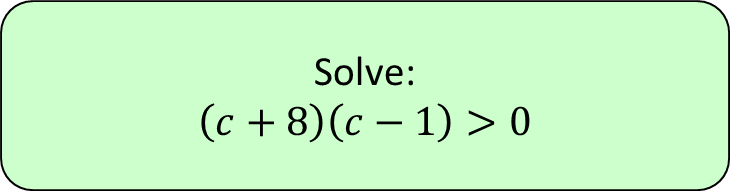 Solve:
(c + 8)(c − 1) > 0